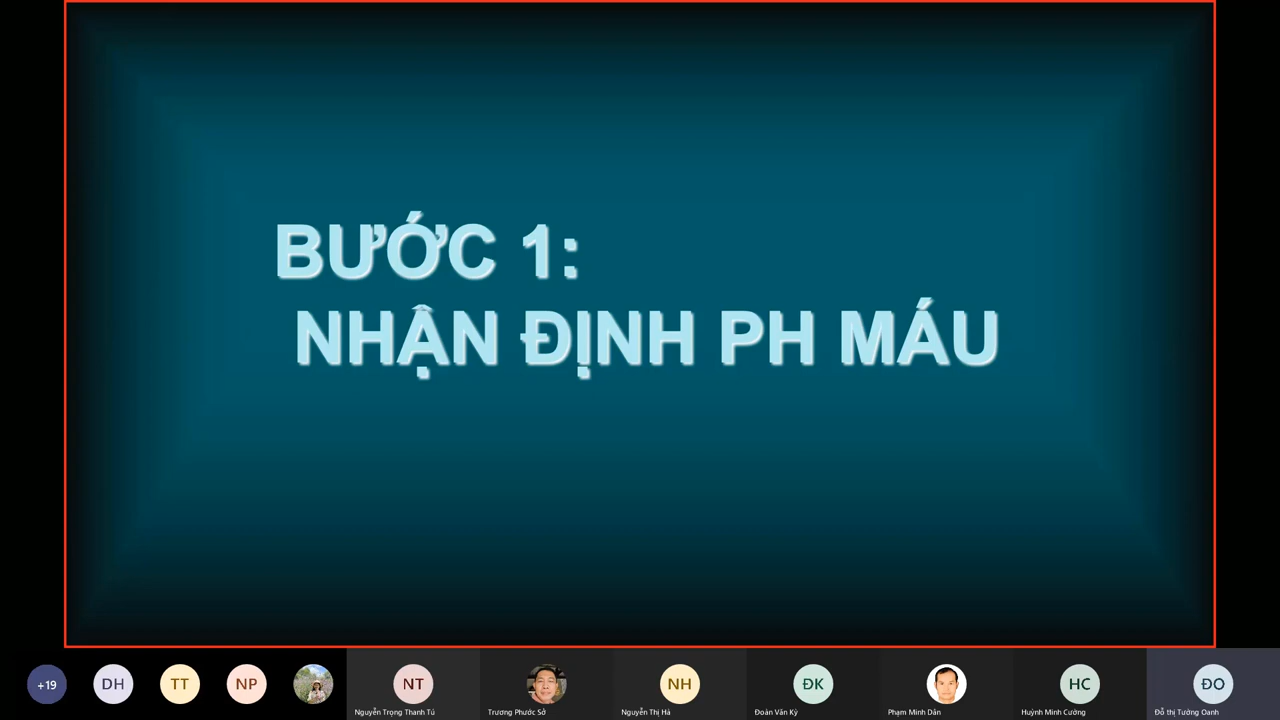 BƯỚC 1:
NHẬN ĐỊNH PH MÁU
+19
DH
TT
NP
NT
NH
ĐK
HC
ĐO
Nguyễn Trọng Thanh Tú
Trương Phước Sở
Nguyễn Thị Hà
Đoàn Văn Kỳ
Phạm Minh Dân
Huỳnh Minh Cường
Đỗ thị Tường Oanh